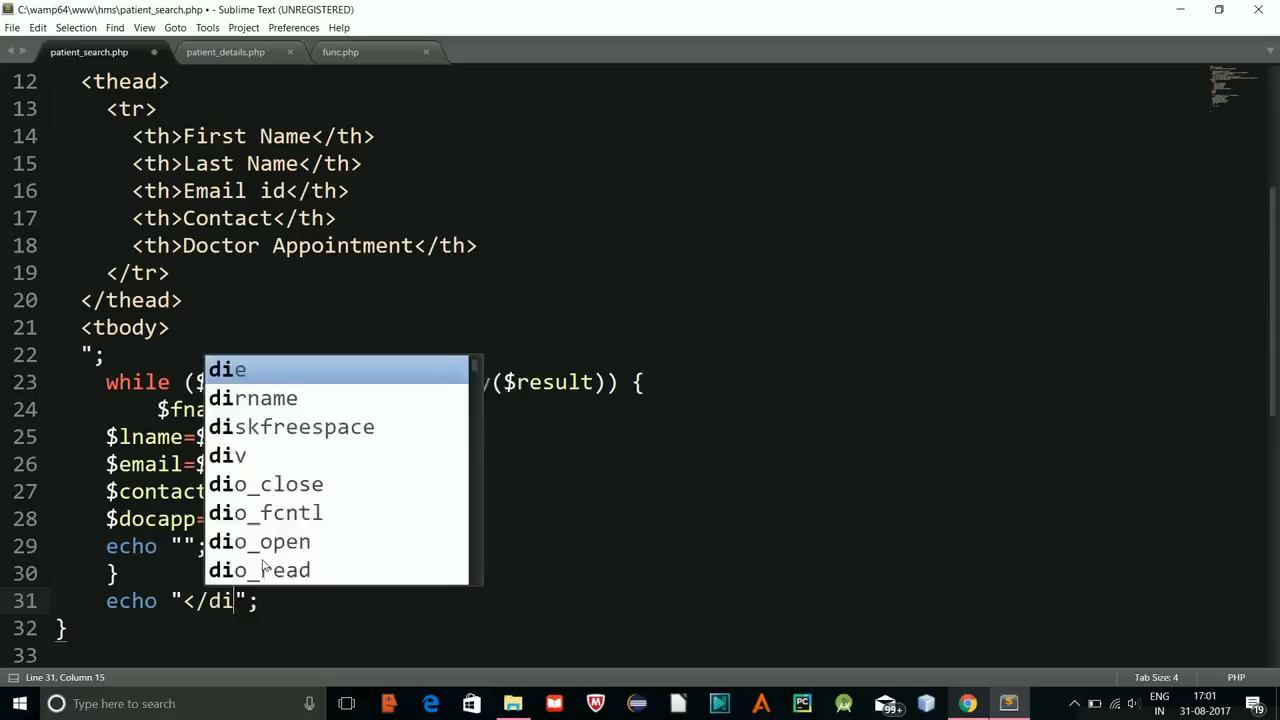 C:\wamp64\www\hms\patient_search.php • - Sublime Text (UNREGISTERED)
File Edit Selection Find View Goto Tools Project Preferences Help
patient_search.php patient_details.php func.php
12 <thead>
13 <tr>
14 <th>First Name</th>
15 <th>Last Name</th>
16 <th>Email id</th>
17 <th>Contact</th>
18 <th>Doctor Appointment</th>
19 </tr>
20 </thead>
21 <tbody>
22 ";
23 while ($ y($result)) {
24 $fna
25 $lname=$
26 $email=$
27 $contact
28 $docapp=
29 echo "";
30 }
31 echo "</di";
32 }
33
die
dirname
diskfreespace
div
dio_close
dio_fcntl
dio_open
dio_read
Line 31, Column 15 Tab Size: 4 PHP
Type here to search
99+
ENG
IN
17:01
31-08-2017
19